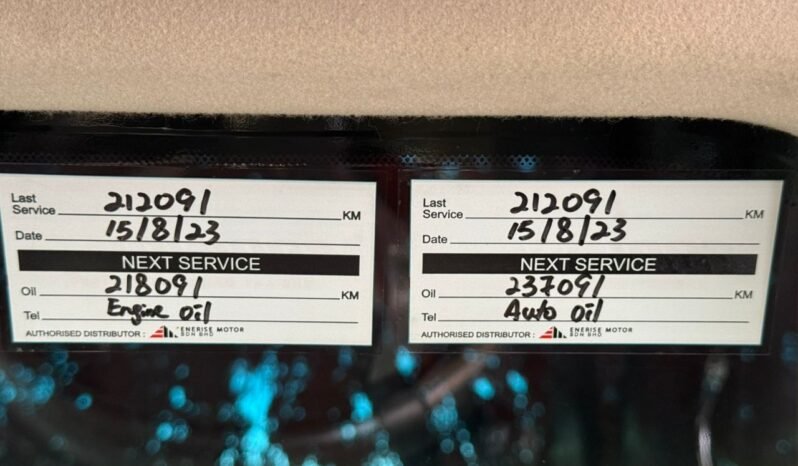 Last
Service 212091 KM
Date 15/8/23
NEXT SERVICE
Oil 218091 KM
Tel Engine oil
AUTHORISED DISTRIBUTOR : ENERISE MOTOR
SDN BHD
Last
Service 212091 KM
Date 15/8/23
NEXT SERVICE
Oil 237091 KM
Tel Auto oil
AUTHORISED DISTRIBUTOR : ENERISE MOTOR
SDN BHD